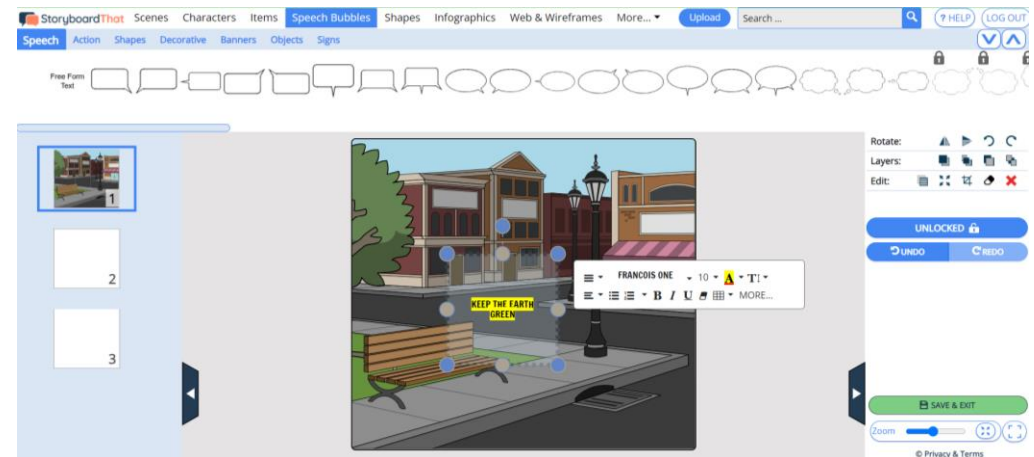 StoryboardThat Scenes Characters Items Speech Bubbles Shapes Infographics Web & Wireframes More... Upload Search ... ? HELP LOG OUT
Speech Action Shapes Decorative Banners Objects Signs
Free Form
Text
Rotate:
Layers:
Edit:
1
UNLOCKED
UNDO REDO
2
FRANCOIS ONE 10 A T
B I U MORE...
KEEP THE EARTH
GREEN
3
SAVE & EXIT
Zoom
© Privacy & Terms